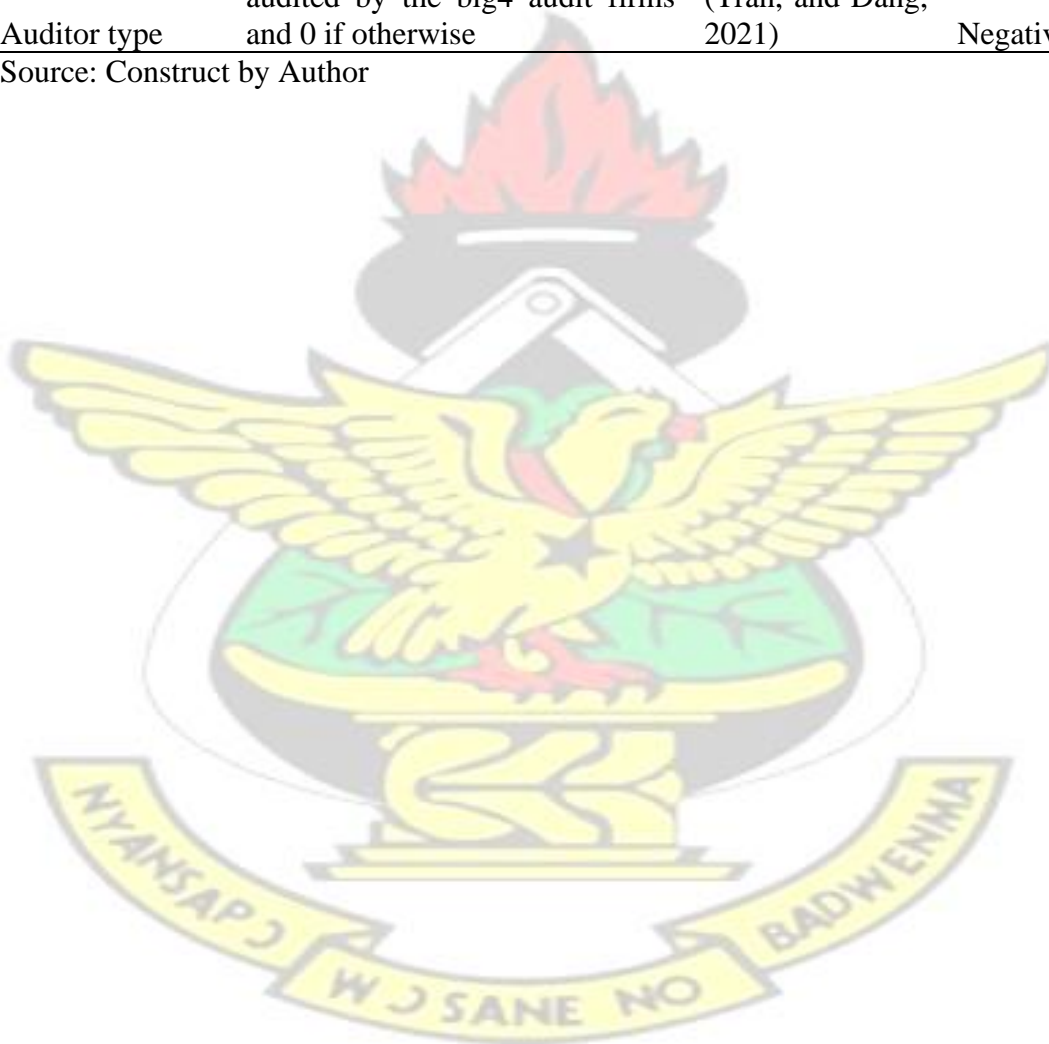 audited by the big4 audit firms (Tran, and Dang,
Auditor type and 0 if otherwise 2021) Negativ
Source: Construct by Author
NYANSAPƆ
WƆ SANE NO
BADWENMA